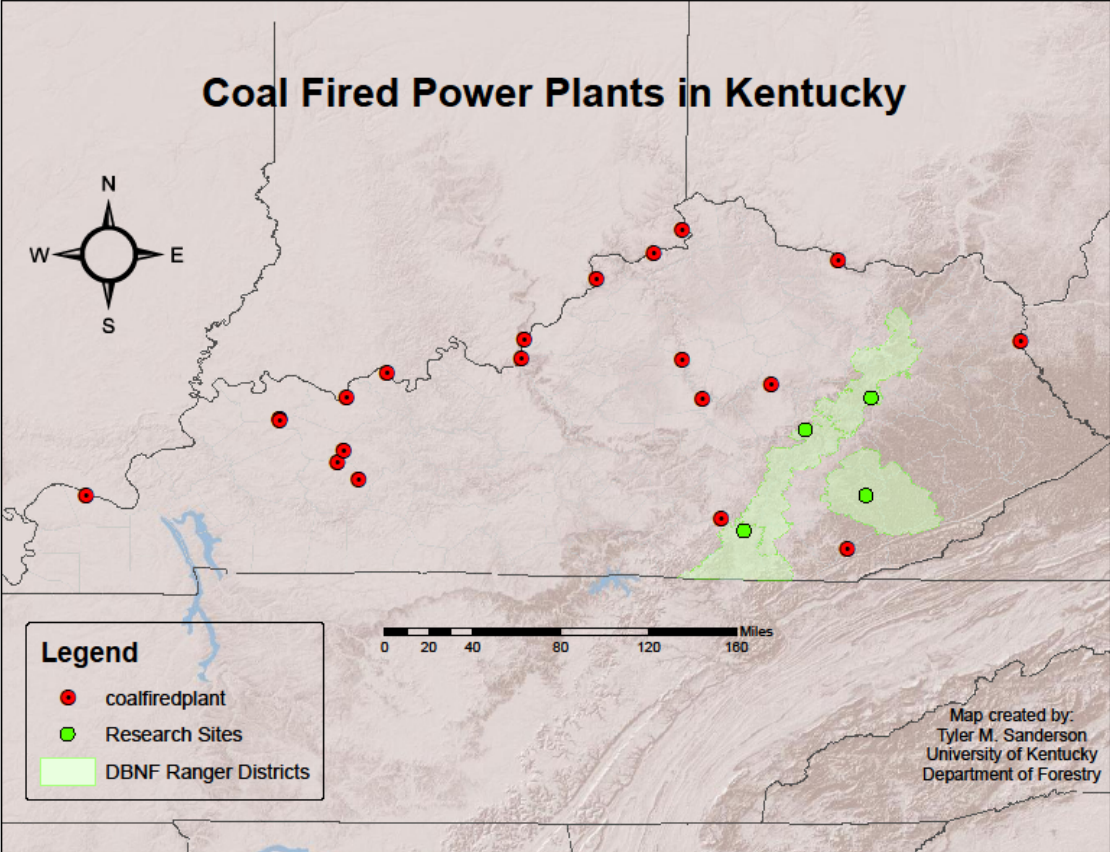 Coal Fired Power Plants in Kentucky
N
W E
S
0 20 40 80 120 160 Miles
Legend
coalfiredplant
Research Sites
DBNF Ranger Districts
Map created by:
Tyler M. Sanderson
University of Kentucky
Department of Forestry